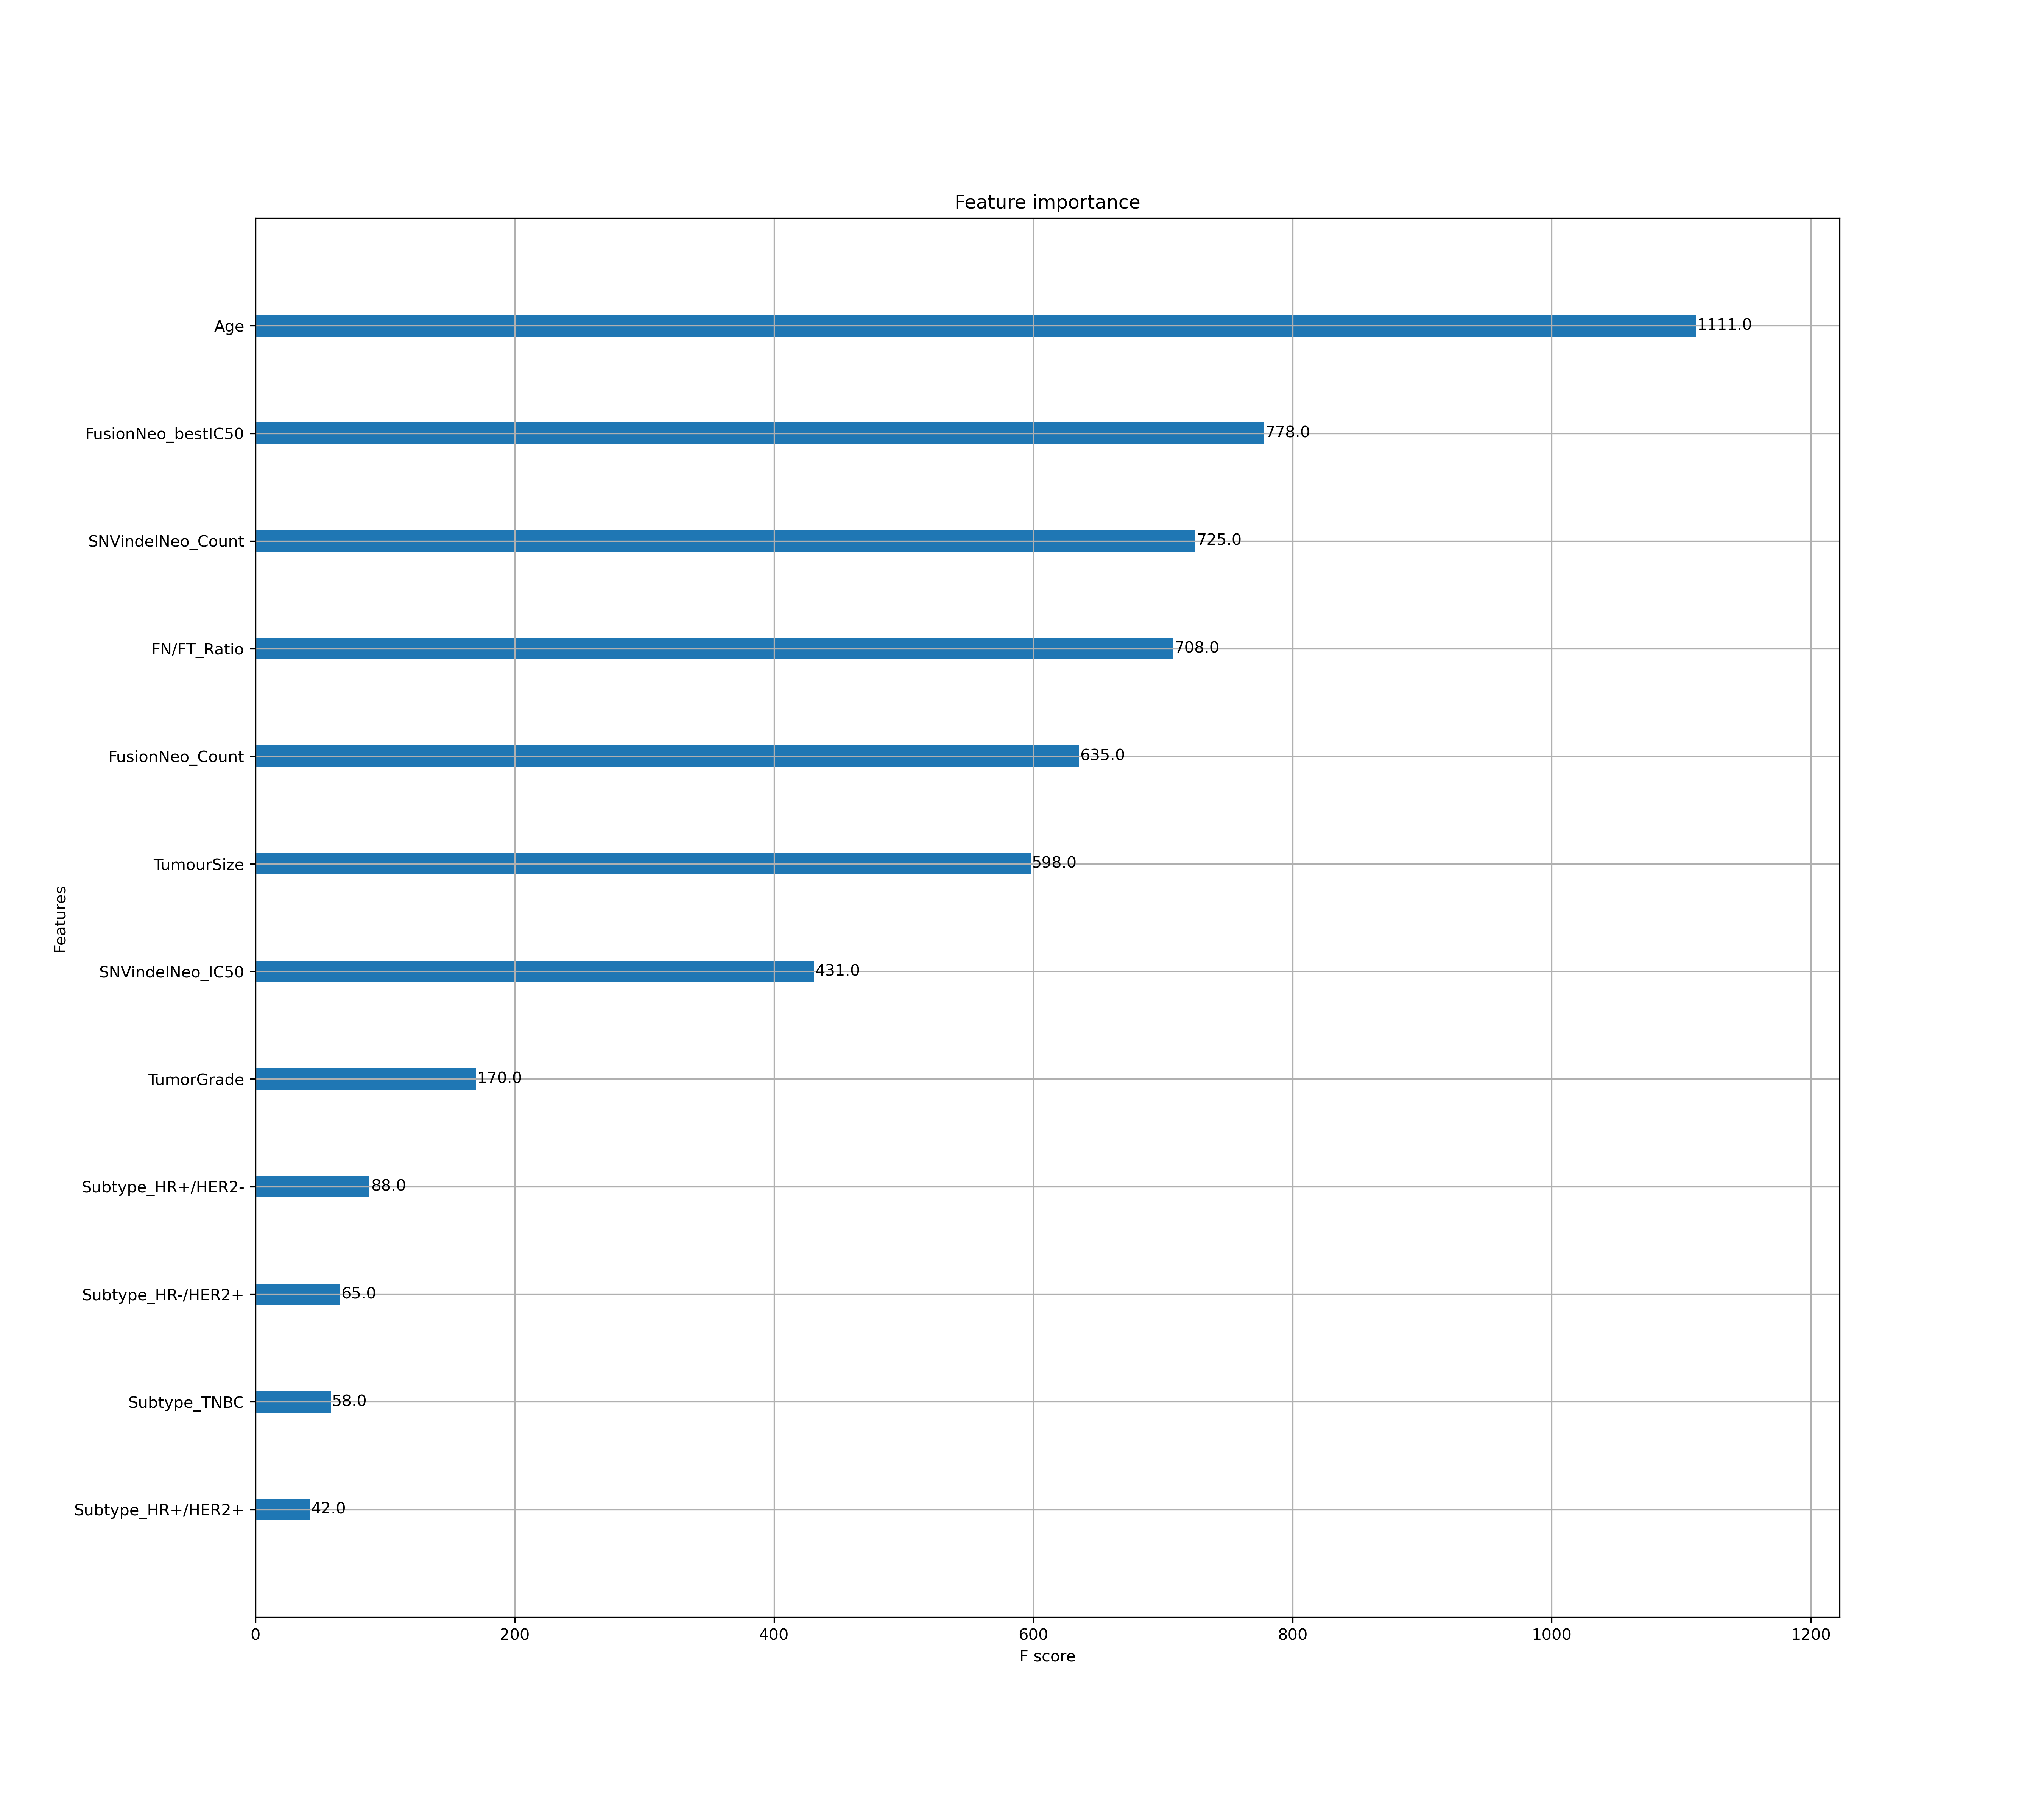 Feature importance
Age
1111.0
FusionNeo_bestIC50
778.0
SNVindelNeo_Count
725.0
FN/FT_Ratio
708.0
FusionNeo_Count
635.0
TumourSize
598.0
Features
SNVindelNeo_IC50
431.0
TumorGrade
170.0
Subtype_HR+/HER2-
88.0
Subtype_HR-/HER2+
65.0
Subtype_TNBC
58.0
Subtype_HR+/HER2+
42.0
0 200 400 600 800 1000 1200
F score